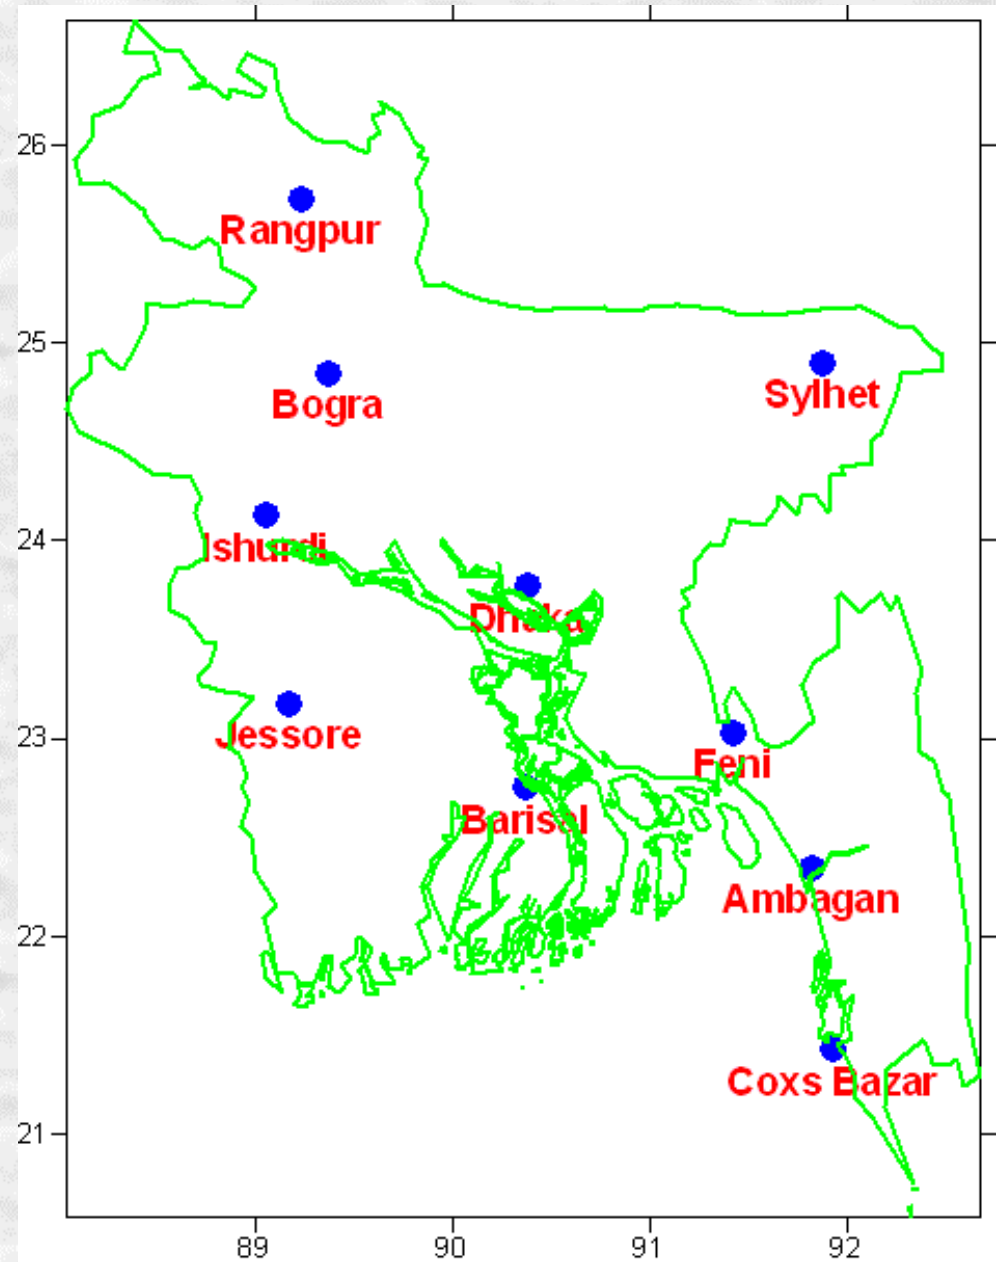 26
Rangpur
25
Sylhet
Bogra
24
Ishurdi
Dhaka
23
Jessore
Feni
Barisal
Ambagan
22
Coxs Bazar
21
89
90
91
92